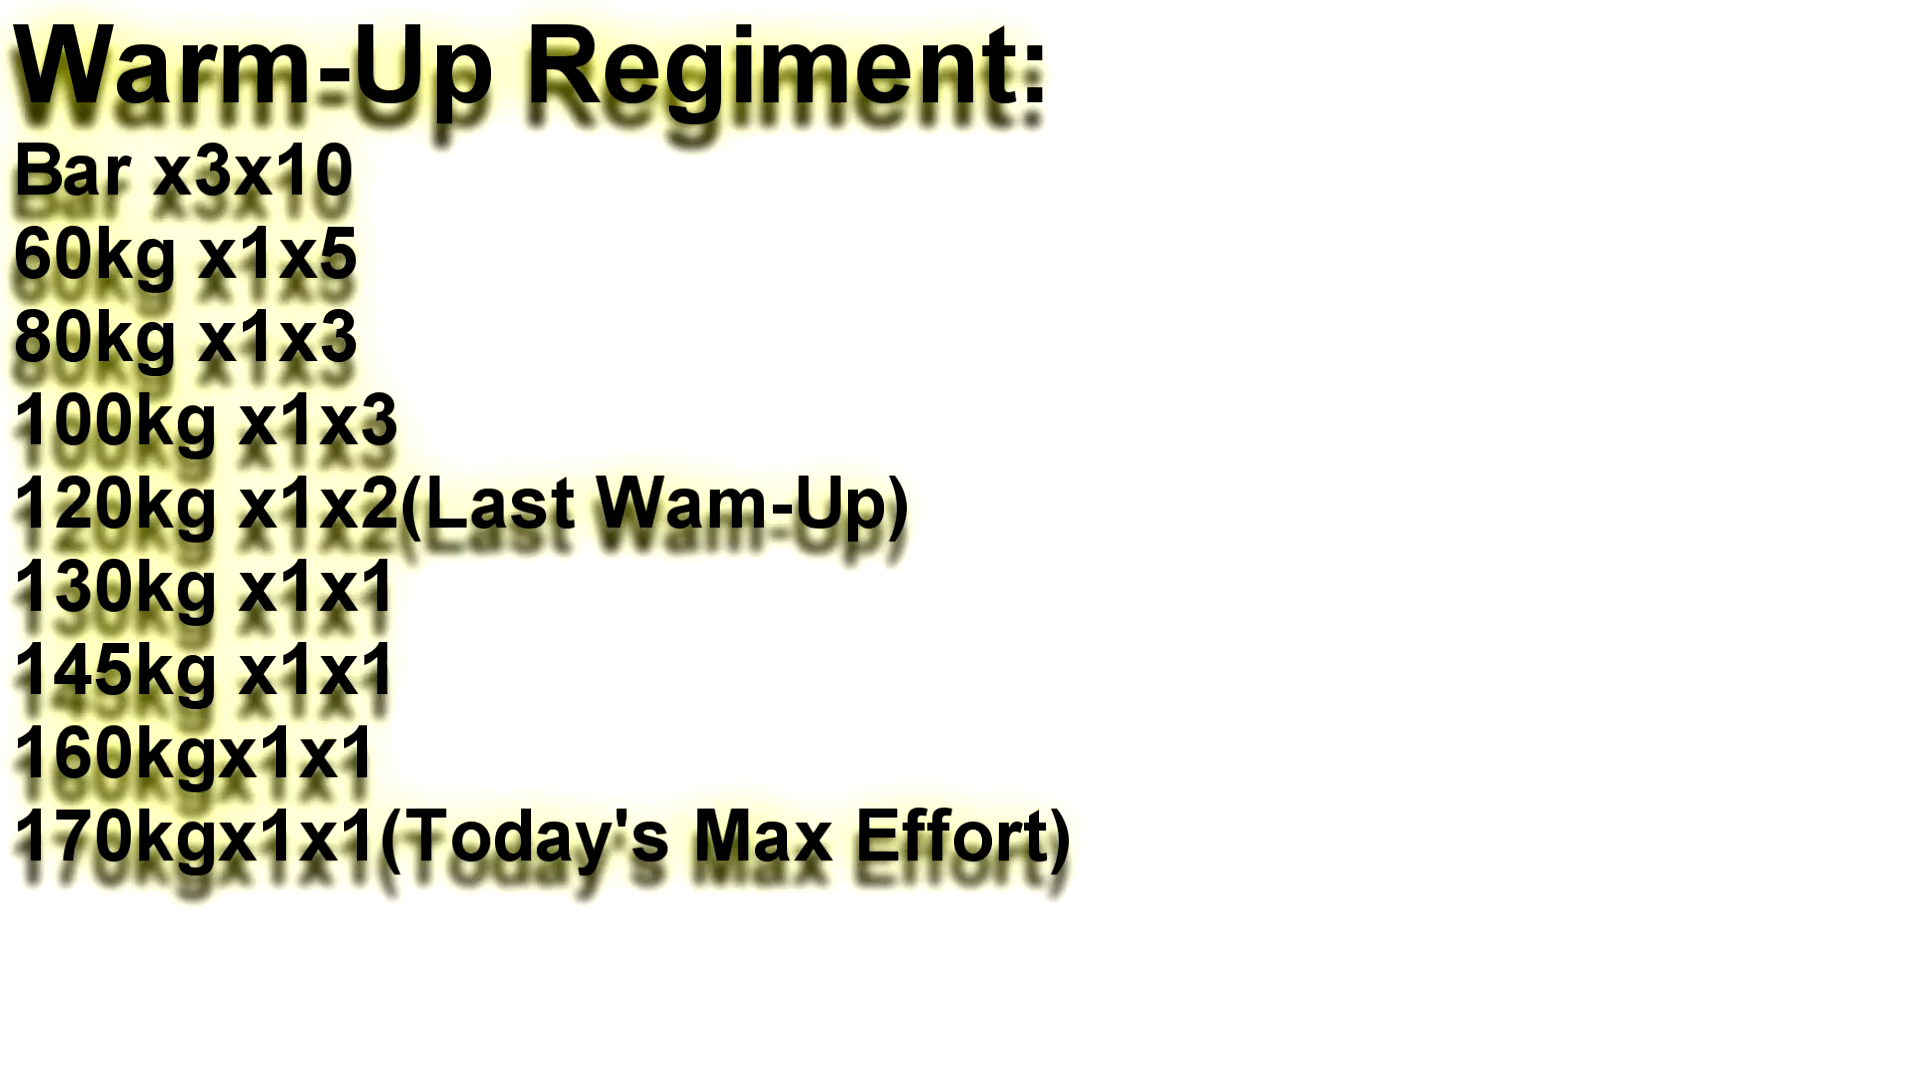 Warm-Up Regiment:
Bar x3x10
60kg x1x5
80kg x1x3
100kg x1x3
120kg x1x2(Last Wam-Up)
130kg x1x1
145kg x1x1
160kgx1x1
170kgx1x1(Today's Max Effort)